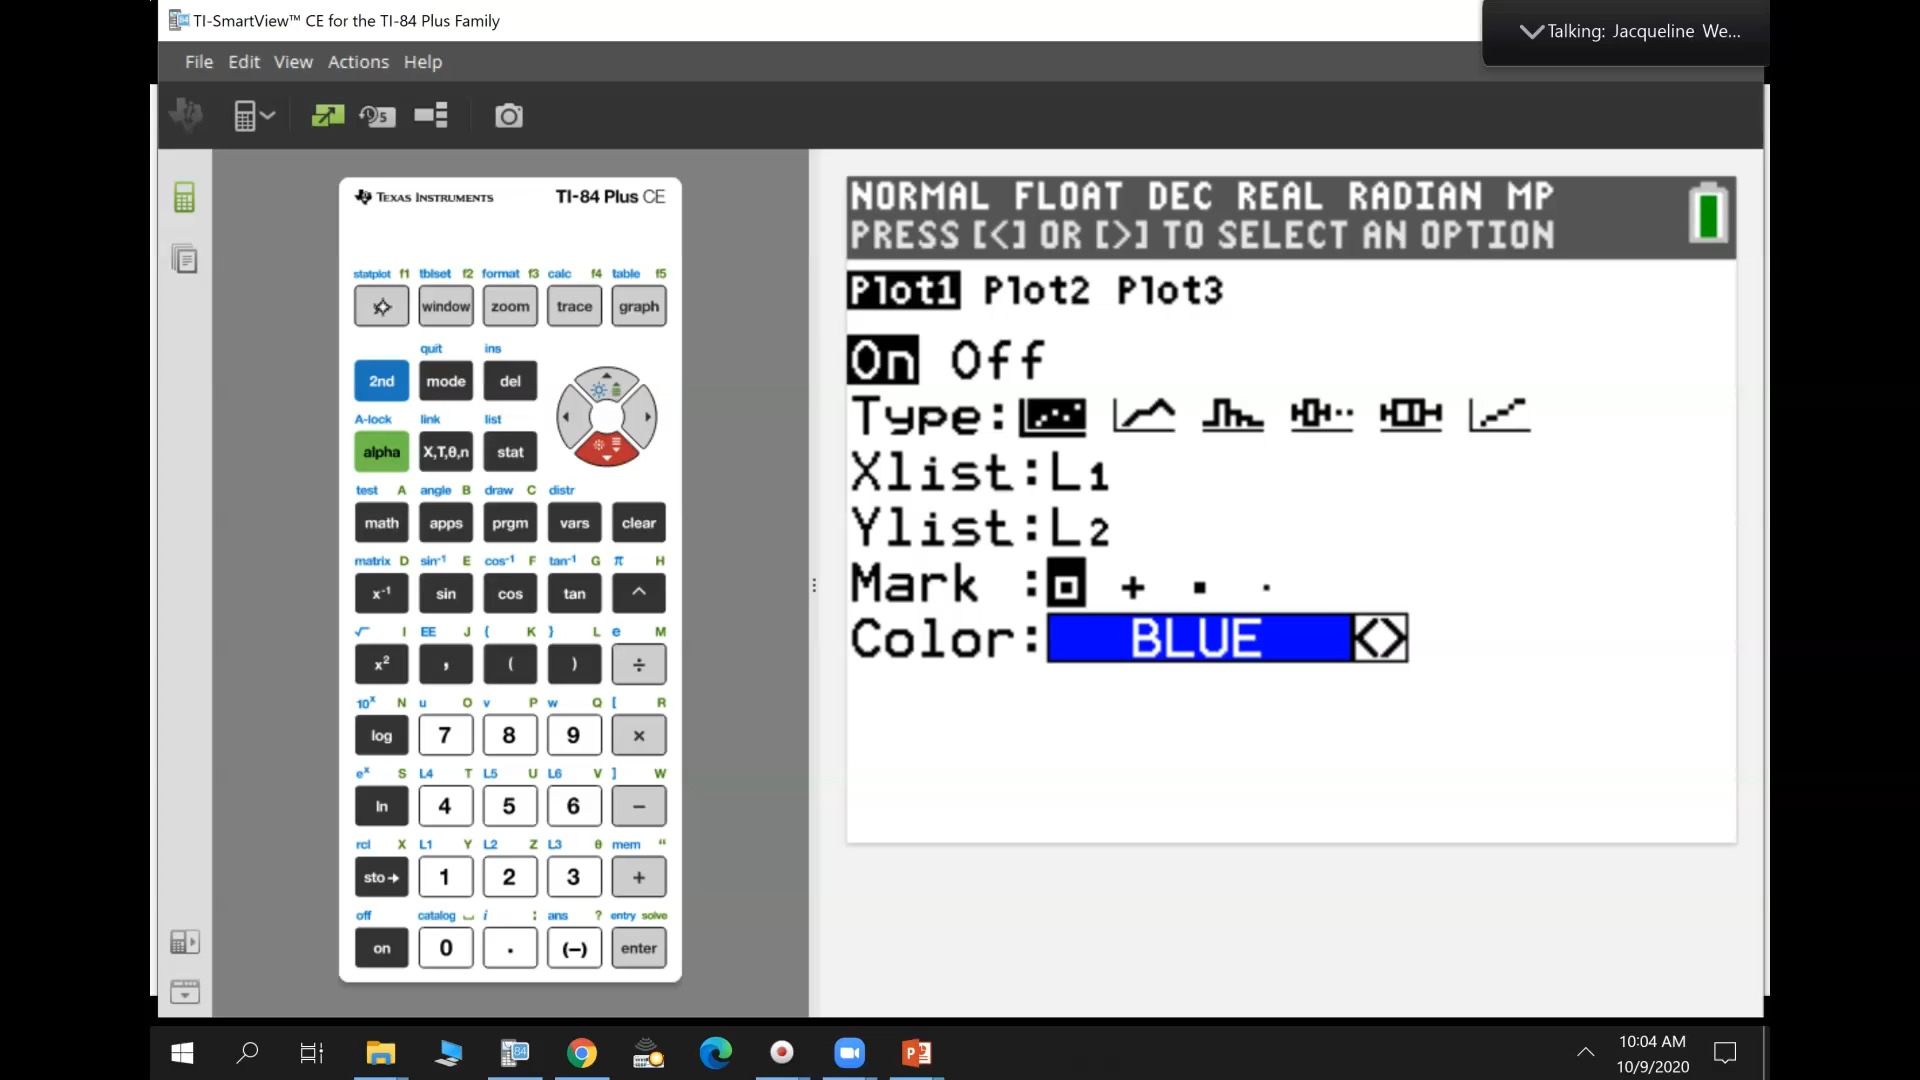 TI-SmartView™ CE for the TI-84 Plus Family
Talking: Jacqueline We...
File Edit View Actions Help
TEXAS INSTRUMENTS TI-84 Plus CE
statplot f1 tblset f2 format f3 calc f4 table f5
window zoom trace graph
quit ins
2nd mode del
A-lock link list
alpha X,T,θ,n stat
test A angle B draw C distr
math apps prgm vars clear
matrix D sin-1 E cos-1 F tan-1 G π H
x-1 sin cos tan ^
√ I EE J { K } L e M
x2 , ( ) ÷
10x N u O v P w Q [ R
log 7 8 9 ×
ex S L4 T L5 U L6 V ] W
ln 4 5 6 −
rcl X L1 Y L2 Z L3 θ mem "
sto→ 1 2 3 +
off catalog i : ans ? entry solve
on 0 . (−) enter
NORMAL FLOAT DEC REAL RADIAN MP
PRESS [<] OR [>] TO SELECT AN OPTION
Plot1 Plot2 Plot3
On Off
Type:
Xlist:L1
Ylist:L2
Mark : + ▪ ·
Color: BLUE <>
10:04 AM
10/9/2020